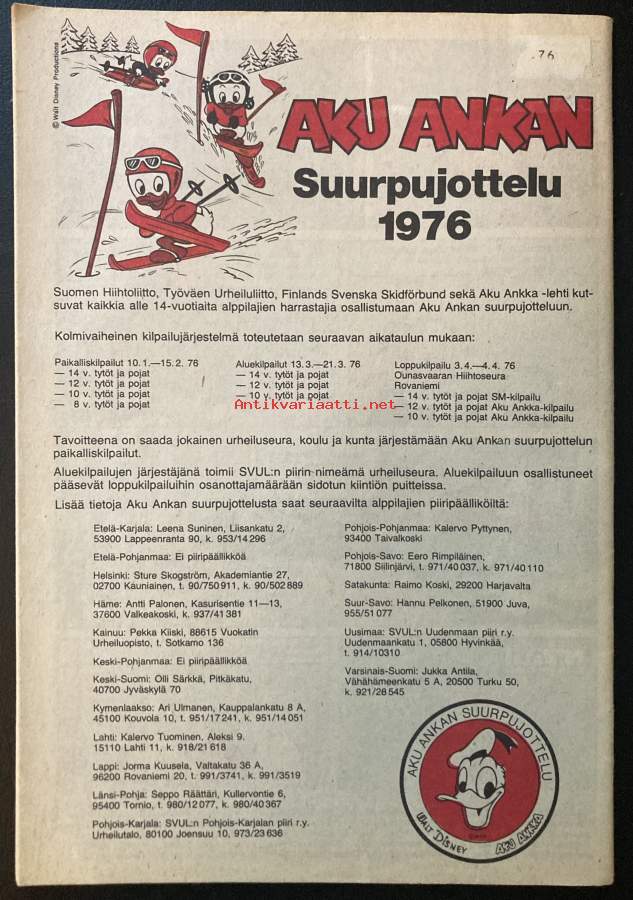 © Walt Disney Productions
76
AKU ANKAN
Suurpujottelu
1976
Suomen Hiihtoliitto, Työväen Urheiluliitto, Finlands Svenska Skidförbund sekä Aku Ankka -lehti kut-
suvat kaikkia alle 14-vuotiaita alppilajien harrastajia osallistumaan Aku Ankan suurpujotteluun.
Kolmivaiheinen kilpailujärjestelmä toteutetaan seuraavan aikataulun mukaan:
Paikalliskilpailut 10.1.—15.2. 76
— 14 v. tytöt ja pojat
— 12 v. tytöt ja pojat
— 10 v. tytöt ja pojat
— 8 v. tytöt ja pojat
Aluekilpailut 13.3.—21.3. 76
— 14 v. tytöt ja pojat
— 12 v. tytöt ja pojat
— 10 v. tytöt ja pojat
Loppukilpailu 3.4.—4.4. 76
Ounasvaaran Hiihtoseura
Rovaniemi
— 14 v. tytöt ja pojat SM-kilpailu
— 12 v. tytöt ja pojat Aku Ankka-kilpailu
— 10 v. tytöt ja pojat Aku Ankka-kilpailu
Antikvariaatti.net
Tavoitteena on saada jokainen urheiluseura, koulu ja kunta järjestämään Aku Ankan suurpujottelun
paikalliskilpailut.
Aluekilpailujen järjestäjänä toimii SVUL:n piirin nimeämä urheiluseura. Aluekilpailuun osallistuneet
pääsevät loppukilpailuihin osanottajamäärään sidotun kiintiön puitteissa.
Lisää tietoja Aku Ankan suurpujottelusta saat seuraavilta alppilajien piiripäälliköiltä:
Etelä-Karjala: Leena Suninen, Liisankatu 2,
53900 Lappeenranta 90, k. 953/14 296
Etelä-Pohjanmaa: Ei piiripäällikköä
Helsinki: Sture Skogström, Akademiantie 27,
02700 Kauniainen, t. 90/750 911, k. 90/502 889
Häme: Antti Palonen, Kasurisentie 11—13,
37600 Valkeakoski, k. 937/41 381
Kainuu: Pekka Kiiski, 88615 Vuokatin
Urheiluopisto, t. Sotkamo 136
Keski-Pohjanmaa: Ei piiripäällikköä
Keski-Suomi: Olli Särkkä, Pitkäkatu,
40700 Jyväskylä 70
Kymenlaakso: Ari Ulmanen, Kauppalankatu 8 A,
45100 Kouvola 10, t. 951/17 241, k. 951/14 051
Lahti: Kalervo Tuominen, Aleksi 9,
15110 Lahti 11, k. 918/21 618
Lappi: Jorma Kuusela, Valtakatu 36 A,
96200 Rovaniemi 20, t. 991/3741, k. 991/3519
Länsi-Pohja: Seppo Räättäri, Kullervontie 6,
95400 Tornio, t. 980/12 077, k. 980/40 367
Pohjois-Karjala: SVUL:n Pohjois-Karjalan piiri r.y.
Urheilutalo, 80100 Joensuu 10, 973/23 636
Pohjois-Pohjanmaa: Kalervo Pyttynen,
93400 Taivalkoski
Pohjois-Savo: Eero Rimpiläinen,
71800 Siilinjärvi, t. 971/40 037, k. 971/40 110
Satakunta: Raimo Koski, 29200 Harjavalta
Suur-Savo: Hannu Pelkonen, 51900 Juva,
955/51 077
Uusimaa: SVUL:n Uudenmaan piiri r.y.
Uudenmaankatu 1, 05800 Hyvinkää,
t. 914/10310
Varsinais-Suomi: Jukka Antila,
Vähähämeenkatu 5 A, 20500 Turku 50,
k. 921/28 545
AKU ANKAN SUURPUJOTTELU
WALT DISNEY
AKU ANKKA